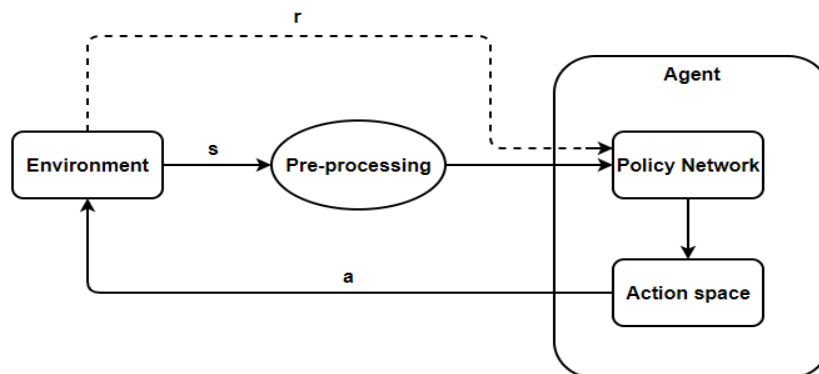 r
Agent
Environment
s
Pre-processing
Policy Network
a
Action space